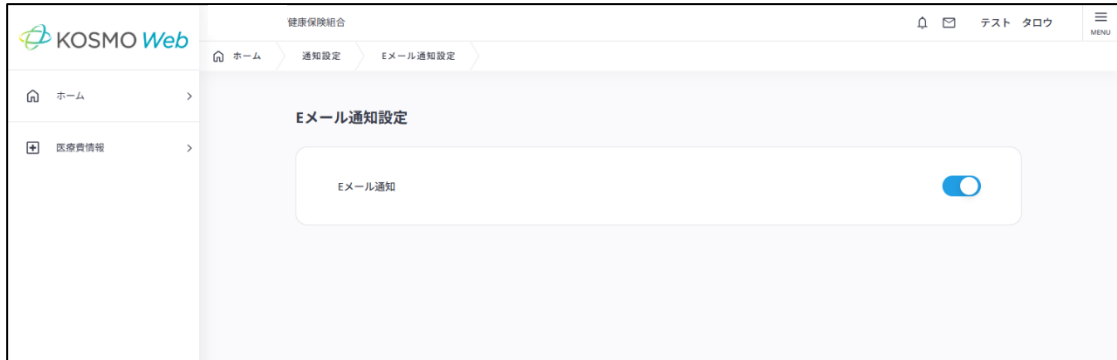 KOSMO Web
健康保険組合
テスト タロウ
MENU
ホーム
通知設定
Eメール通知設定
ホーム
医療費情報
Eメール通知設定
Eメール通知